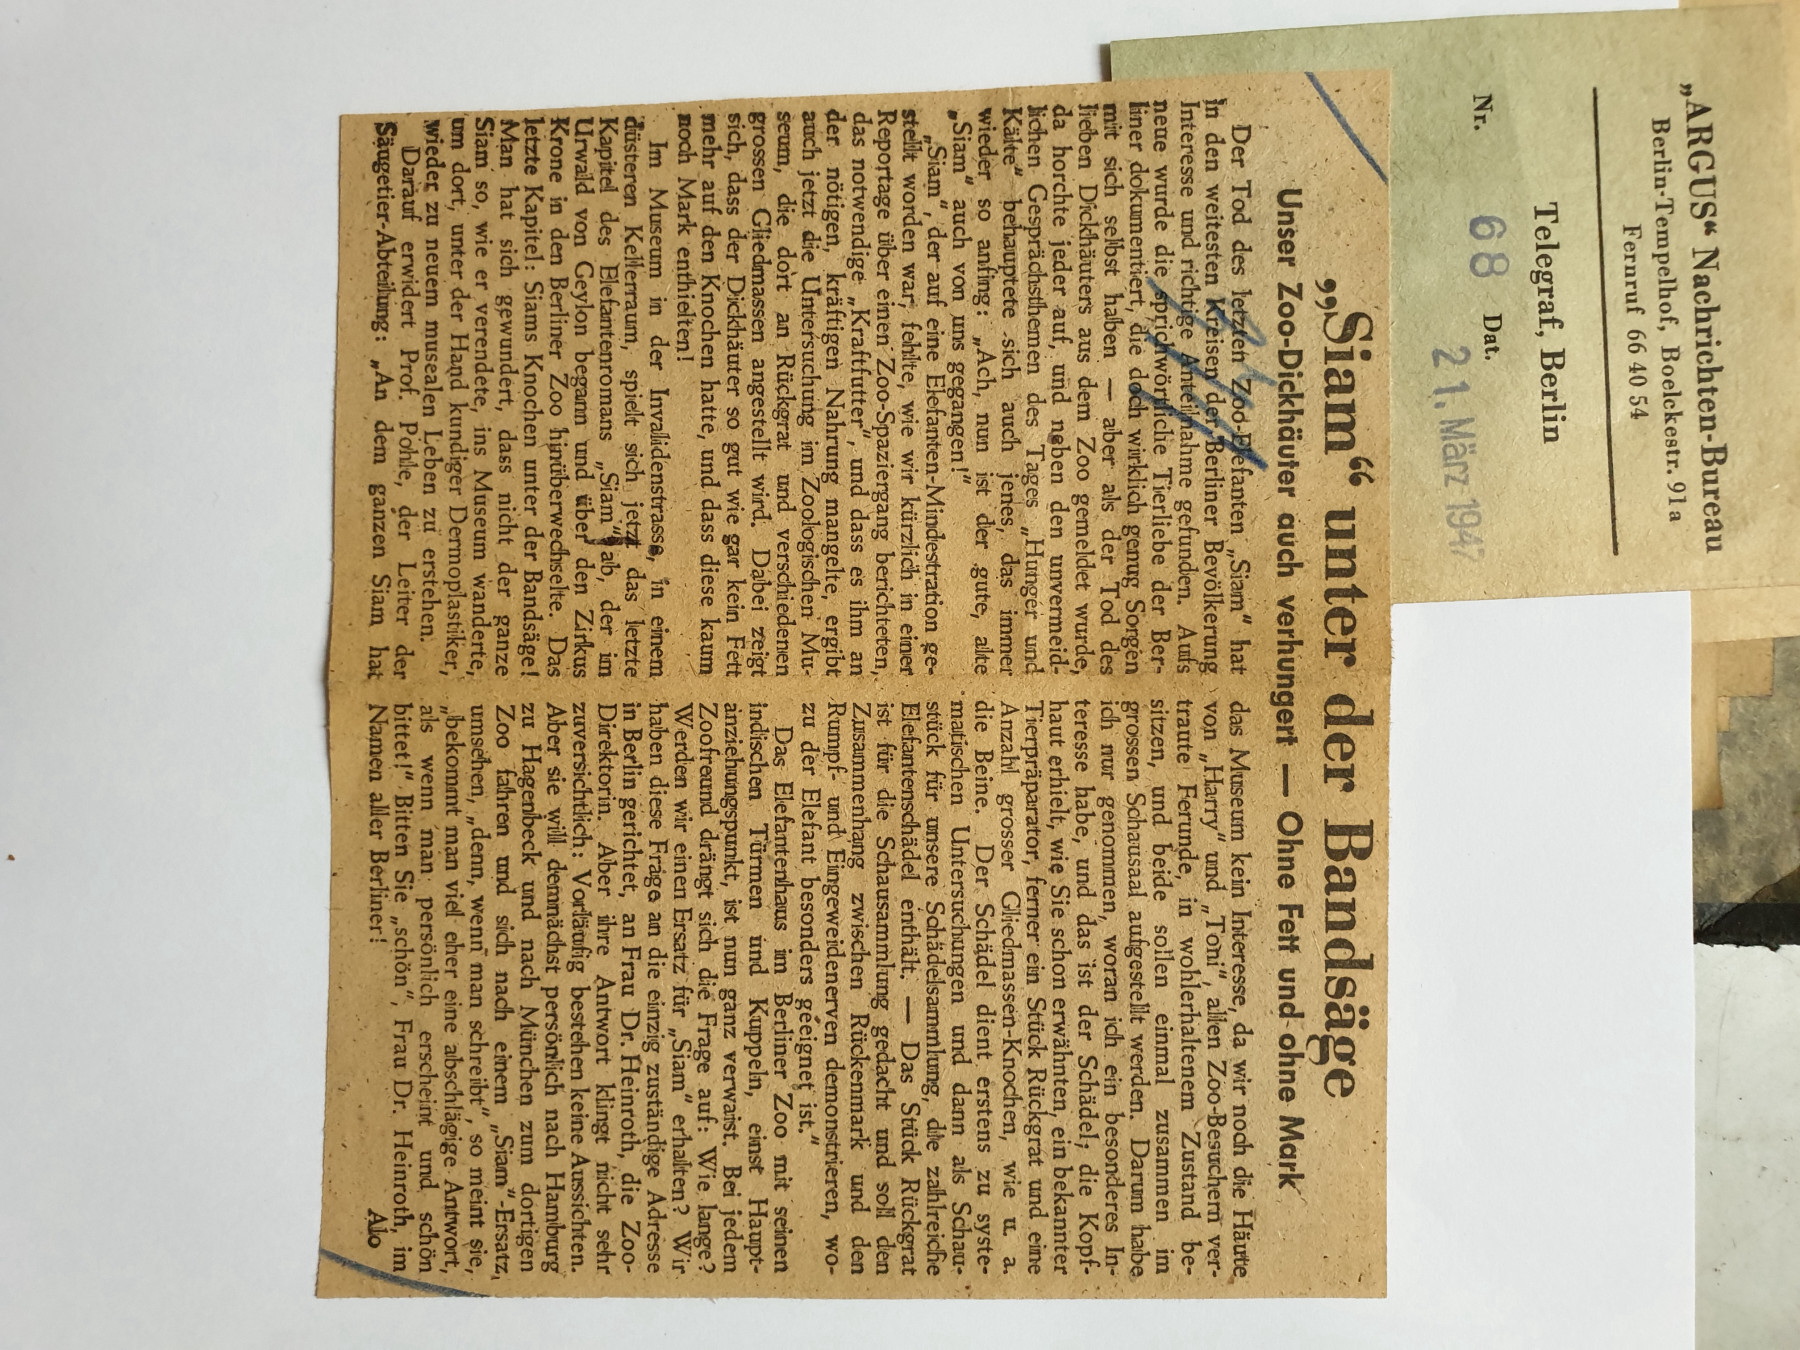 „ARGUS“ Nachrichten-Bureau
Berlin-Tempelhof, Boelckestr. 91a
Fernruf 66 40 54
Telegraf, Berlin
Nr. 68 Dat. 21. März 1947
„Siam“ unter der Bandsäge
Unser Zoo-Dickhäuter auch verhungert — Ohne Fett und ohne Mark
Der Tod des letzten Zoo-Elefanten „Siam“ hat
in den weitesten Kreisen der Berliner Bevölkerung
Interesse und richtige Anteilnahme gefunden. Aufs
neue wurde die sprichwörtliche Tierliebe der Ber-
liner dokumentiert, die doch wirklich genug Sorgen
mit sich selbst haben — aber als der Tod des
lieben Dickhäuters aus dem Zoo gemeldet wurde,
da horchte jeder auf, und neben den unvermeid-
lichen Gesprächsthemen des Tages „Hunger und
Kälte“ behauptete sich auch jenes, das immer
wieder so anfing: „Ach, nun ist der gute, alte
„Siam“ auch von uns gegangen!“
„Siam“, der auf eine Elefanten-Mindestration ge-
stellt worden war, fehlte, wie wir kürzlich in einer
Reportage über einen Zoo-Spaziergang berichteten,
das notwendige „Kraftfutter“, und dass es ihm an
der nötigen, kräftigen Nahrung mangelte, ergibt
auch jetzt die Untersuchung im Zoologischen Mu-
seum, die dort an Rückgrat und verschiedenen
grossen Gliedmassen angestellt wird. Dabei zeigt
sich, dass der Dickhäuter so gut wie gar kein Fett
mehr auf den Knochen hatte, und dass diese kaum
noch Mark enthielten!
Im Museum in der Invalidenstrasse, in einem
düsteren Kellerraum, spielt sich jetzt das letzte
Kapitel des Elefantenromans „Siam“ ab, der im
Urwald von Ceylon begann und über den Zirkus
Krone in den Berliner Zoo hinüberwechselte. Das
letzte Kapitel: Siams Knochen unter der Bandsäge!
Man hat sich gewundert, dass nicht der ganze
Siam so, wie er verendete, ins Museum wanderte,
um dort, unter der Hand kundiger Dermoplastiker,
wieder zu neuem musealen Leben zu erstehen.
Darauf erwidert Prof. Pohle, der Leiter der
Säugetier-Abteilung: „An dem ganzen Siam hat
das Museum kein Interesse, da wir noch die Häute
von „Harry“ und „Toni“, allen Zoo-Besuchern ver-
traute Ferunde, in wohlerhaltenem Zustand be-
sitzen, und beide sollen einmal zusammen im
grossen Schausaal aufgestellt werden. Darum habe
ich nur genommen, woran ich ein besonderes In-
teresse habe, und das ist der Schädel; die Kopf-
haut erhielt, wie Sie schon erwähnten, ein bekannter
Tierpräparator, ferner ein Stück Rückgrat und eine
Anzahl grosser Gliedmassen-Knochen, wie u. a.
die Beine. Der Schädel dient erstens zu syste-
matischen Untersuchungen und dann als Schau-
stück für unsere Schädelsammlung, die zahlreiche
Elefantenschädel enthält. — Das Stück Rückgrat
ist für die Schausammlung gedacht und soll den
Zusammenhang zwischen Rückenmark und den
Rumpf- und Eingeweidenerven demonstrieren, wo-
zu der Elefant besonders geeignet ist.“
Das Elefantenhaus im Berliner Zoo mit seinen
indischen Türmen und Kuppeln, einst Haupt-
anziehungspunkt, ist nun ganz verwaist. Bei jedem
Zoofreund drängt sich die Frage auf: Wie lange?
Werden wir einen Ersatz für „Siam“ erhalten? Wir
haben diese Frage an die einzig zuständige Adresse
in Berlin gerichtet, an Frau Dr. Heinroth, die Zoo-
Direktorin. Aber ihre Antwort klingt nicht sehr
zuversichtlich: Vorläufig bestehen keine Aussichten.
Aber sie will demnächst persönlich nach Hamburg
zu Hagenbeck und nach München zum dortigen
Zoo fahren und sich nach einem „Siam“-Ersatz
umsehen, „denn, wenn man schreibt“, so meint sie,
„bekommt man viel eher eine abschlägige Antwort,
als wenn man persönlich erscheint und schön
bittet!“ Bitten Sie „schön“, Frau Dr. Heinroth, im
Namen aller Berliner! Alo